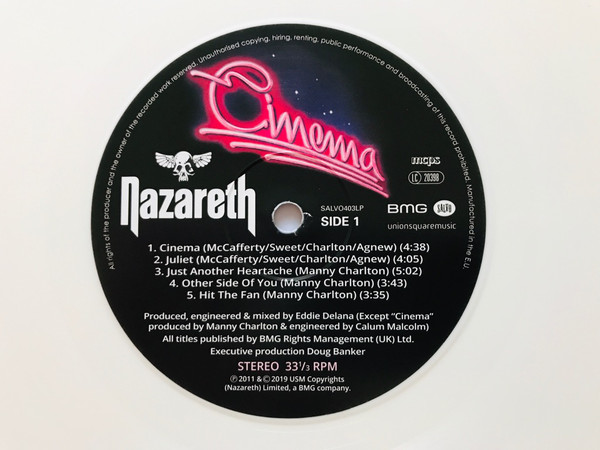 All rights of the producer and the owner of the recorded work reserved. Unauthorised copying, hiring, renting, public performance and broadcasting of this record prohibited. Manufactured in the E.U.
Cinema
mcps
LC 20398
nazareth
SALVO403LP
SIDE 1
BMG SALVO
unionsquaremusic
1. Cinema (McCafferty/Sweet/Charlton/Agnew) (4:38)
2. Juliet (McCafferty/Sweet/Charlton/Agnew) (4:05)
3. Just Another Heartache (Manny Charlton) (5:02)
4. Other Side Of You (Manny Charlton) (3:43)
5. Hit The Fan (Manny Charlton) (3:35)
Produced, engineered & mixed by Eddie Delana (Except “Cinema”
produced by Manny Charlton & engineered by Calum Malcolm)
All titles published by BMG Rights Management (UK) Ltd.
Executive production Doug Banker
STEREO 33 1/3 RPM
℗ 2011 & © 2019 USM Copyrights
(Nazareth) Limited, a BMG company.